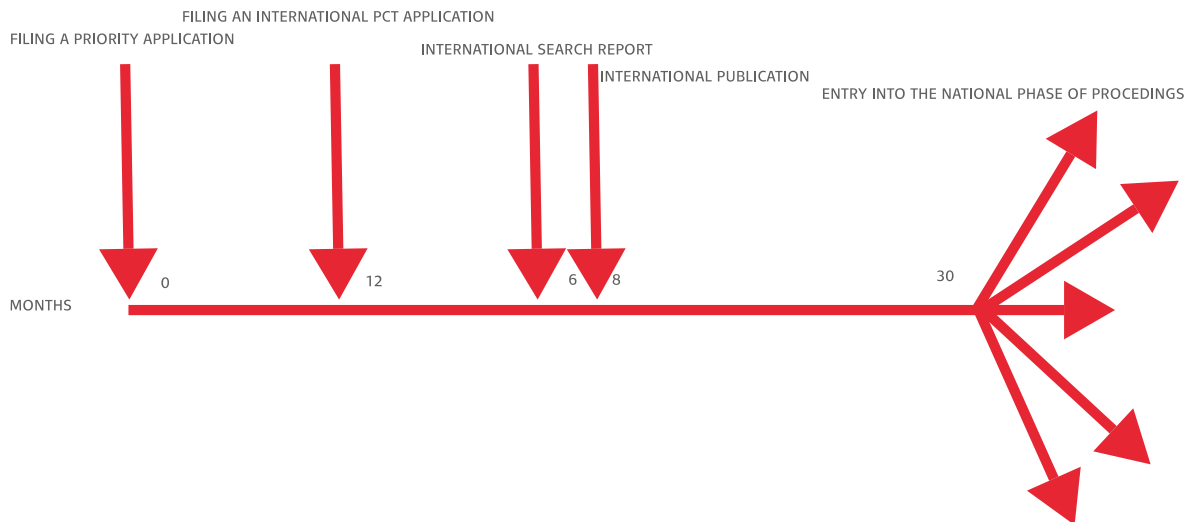 FILING AN INTERNATIONAL PCT APPLICATION
FILING A PRIORITY APPLICATION
INTERNATIONAL SEARCH REPORT
INTERNATIONAL PUBLICATION
ENTRY INTO THE NATIONAL PHASE OF PROCEDINGS
0
12
6
8
30
MONTHS